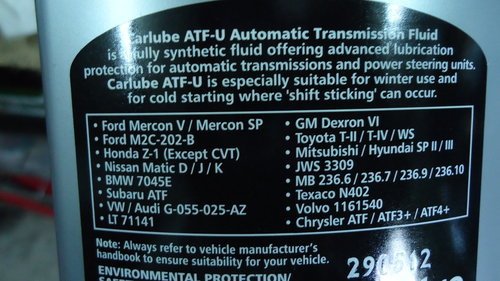 Carlube ATF-U Automatic Transmission Fluid
is a fully synthetic fluid offering advanced lubrication
protection for automatic transmissions and power steering units.
Carlube ATF-U is especially suitable for winter use and
for cold starting where 'shift sticking' can occur.
• Ford Mercon V / Mercon SP
• Ford M2C-202-B
• Honda Z-1 (Except CVT)
• Nissan Matic D / J / K
• BMW 7045E
• Subaru ATF
• VW / Audi G-055-025-AZ
• LT 71141
• GM Dexron VI
• Toyota T-II / T-IV / WS
• Mitsubishi / Hyundai SP II / III
• JWS 3309
• MB 236.6 / 236.7 / 236.9 / 236.10
• Texaco N402
• Volvo 1161540
• Chrysler ATF / ATF3+ / ATF4+
Note: Always refer to vehicle manufacturer's
handbook to ensure suitability for your vehicle.
ENVIRONMENTAL PROTECTION/